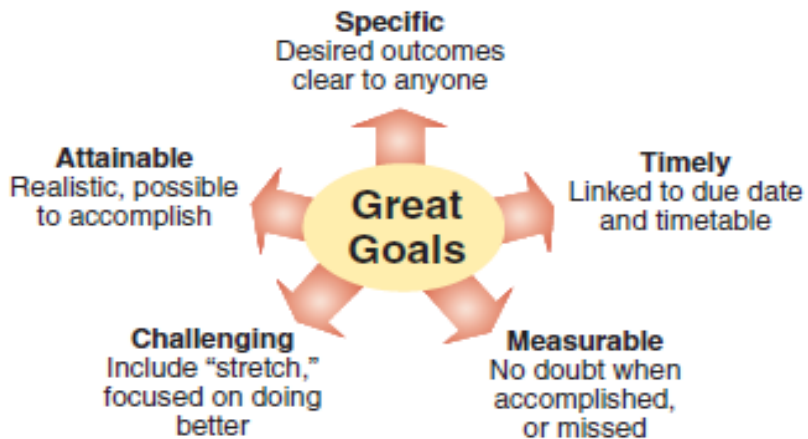 Specific
Desired outcomes
clear to anyone
Attainable
Realistic, possible
to accomplish
Timely
Linked to due date
and timetable
Great
Goals
Challenging
Include “stretch,”
focused on doing
better
Measurable
No doubt when
accomplished,
or missed